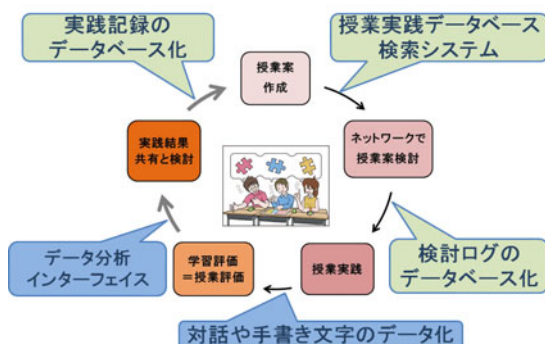 実践記録の
データベース化
授業実践データベース
検索システム
授業案
作成
実践結果
共有と検討
ネットワークで
授業案検討
データ分析
インターフェイス
学習評価
＝授業評価
授業実践
検討ログの
データベース化
対話や手書き文字のデータ化